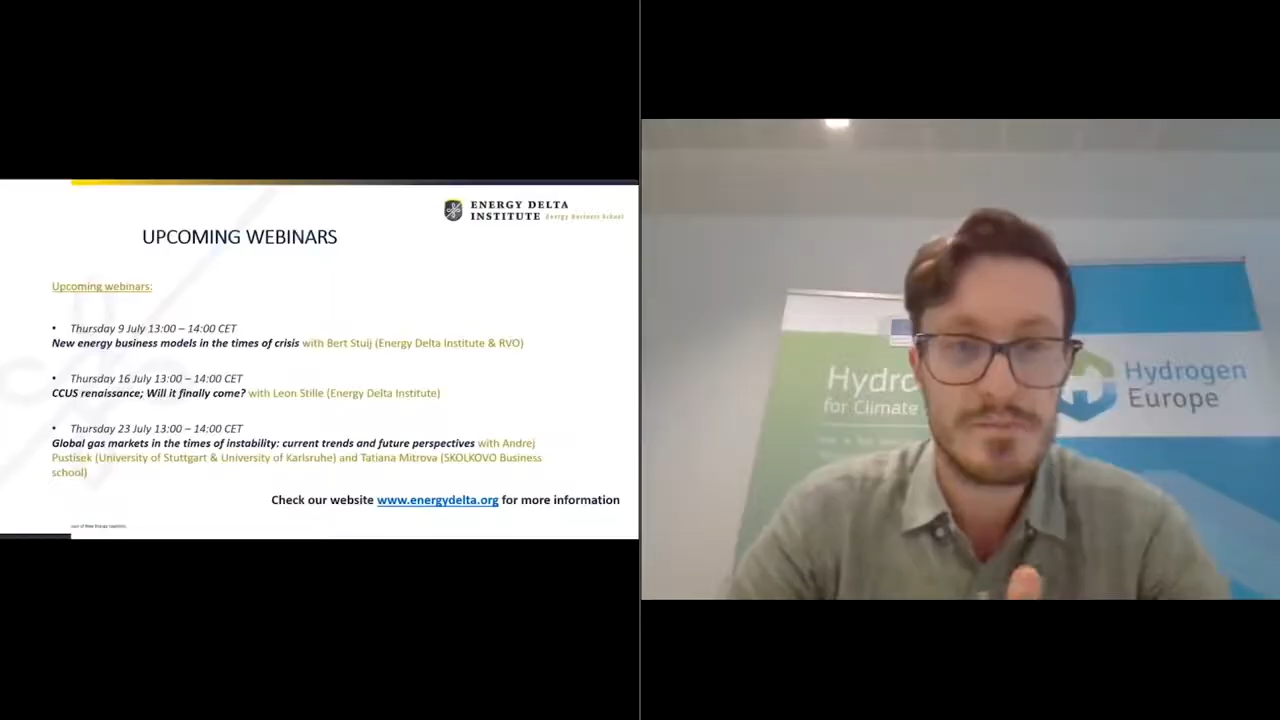 ENERGY DELTA
INSTITUTE Energy Business School
UPCOMING WEBINARS
Upcoming webinars:
• Thursday 9 July 13:00 – 14:00 CET
New energy business models in the times of crisis with Bert Stuij (Energy Delta Institute & RVO)
• Thursday 16 July 13:00 – 14:00 CET
CCUS renaissance; Will it finally come? with Leon Stille (Energy Delta Institute)
• Thursday 23 July 13:00 – 14:00 CET
Global gas markets in the times of instability: current trends and future perspectives with Andrej
Pustisek (University of Stuttgart & University of Karlsruhe) and Tatiana Mitrova (SKOLKOVO Business
school)
Check our website www.energydelta.org for more information
Hydro
for Climate
Hydrogen
Europe